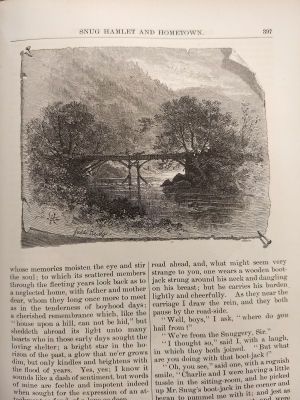 SNUG HAMLET AND HOMETOWN.
397
whose memories moisten the eye and stir
the soul; to which its scattered members
through the fleeting years look back as to
a neglected home, with father and mother
dear, whom they long once more to meet
as in the tenderness of boyhood days;
a cherished remembrance which, like the
"house upon a hill, can not be hid," but
sheddeth abroad its light unto many
hearts who in those early days sought the
loving shelter; a bright star in the ho-
rizon of the past, a glow that ne'er grows
dim, but only kindles and brightens with
the flood of years. Yes, yes; I know it
sounds like a dash of sentiment, but words
of mine are feeble and impotent indeed
when sought for the expression of an at-
road ahead, and, what might seem very
strange to you, one wears a wooden boot-
jack strung around his neck and dangling
on his breast; but he carries his burden
lightly and cheerfully. As they near the
carriage I draw the rein, and they both
pause by the road-side.
"Well, boys," I ask, "where do you
hail from?"
"We're from the Snuggery, Sir."
"I thought so," said I, with a laugh,
in which they both joined. "But what
are you doing with that boot-jack?"
"Oh, you see," said one, with a roguish
smile, "Charlie and I were having a little
tussle in the sitting-room, and he picked
up Mr. Snug's boot-jack in the corner and
began to pummel me with it; and just as